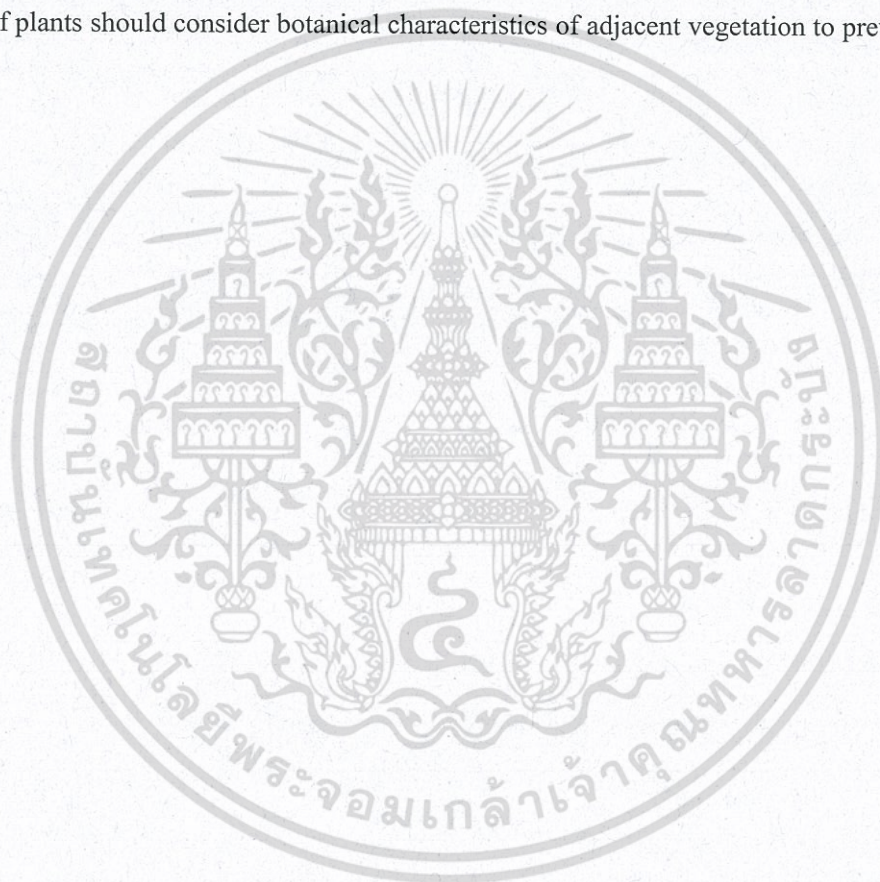 f plants should consider botanical characteristics of adjacent vegetation to pre
สถาบันเทคโนโลยีพระจอมเกล้าเจ้าคุณทหารลาดกระบัง
๔